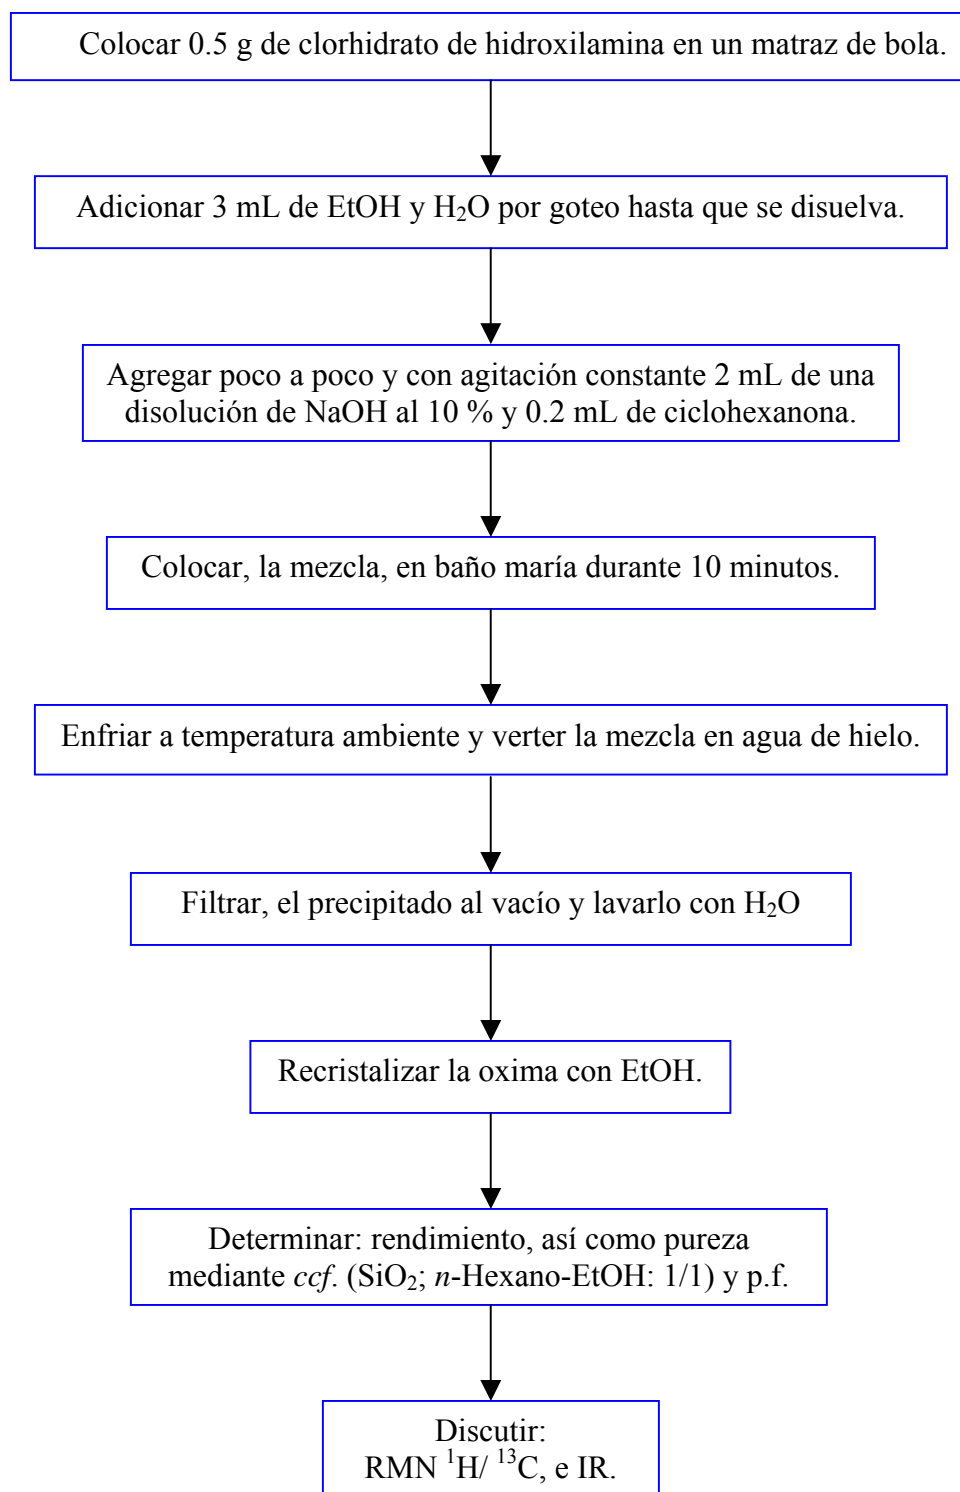 Colocar 0.5 g de clorhidrato de hidroxilamina en un matraz de bola.
Adicionar 3 mL de EtOH y H₂O por goteo hasta que se disuelva.
Agregar poco a poco y con agitación constante 2 mL de una
disolución de NaOH al 10 % y 0.2 mL de ciclohexanona.
Colocar, la mezcla, en baño maría durante 10 minutos.
Enfriar a temperatura ambiente y verter la mezcla en agua de hielo.
Filtrar, el precipitado al vacío y lavarlo con H₂O
Recristalizar la oxima con EtOH.
Determinar: rendimiento, así como pureza
mediante ccf. (SiO₂; n-Hexano-EtOH: 1/1) y p.f.
Discutir:
RMN ¹H/ ¹³C, e IR.